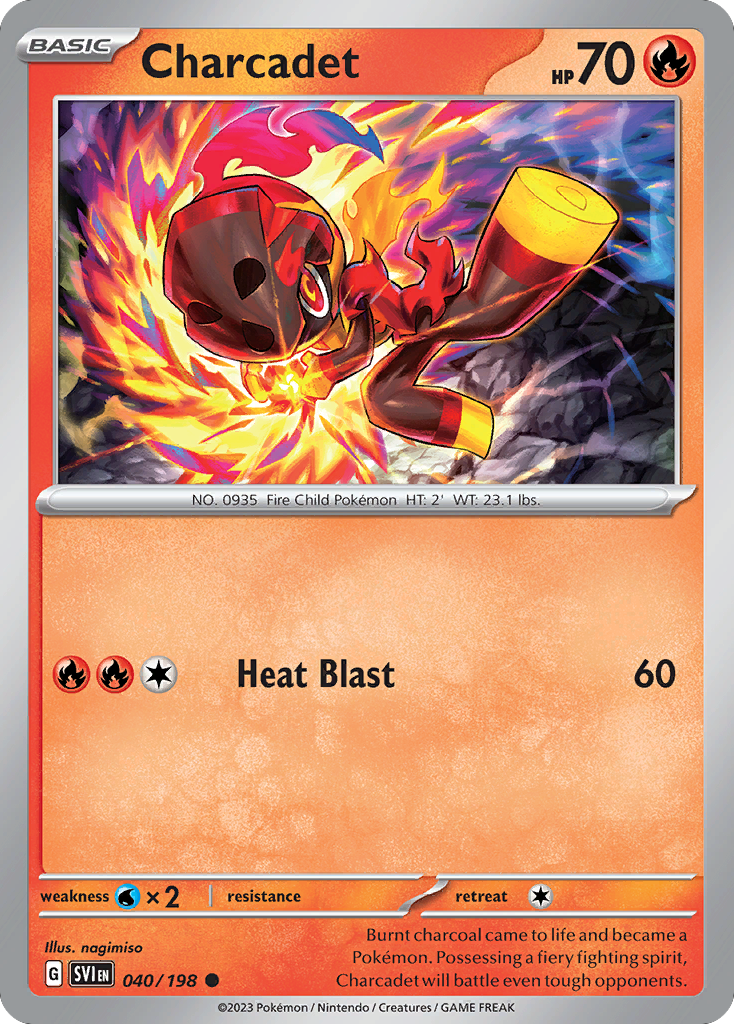 BASIC
Charcadet
HP 70
NO. 0935 Fire Child Pokémon HT: 2' WT: 23.1 lbs.
Heat Blast 60
weakness ×2 resistance retreat
Illus. nagimiso
G SVI EN 040/198
Burnt charcoal came to life and became a
Pokémon. Possessing a fiery fighting spirit,
Charcadet will battle even tough opponents.
©2023 Pokémon / Nintendo / Creatures / GAME FREAK